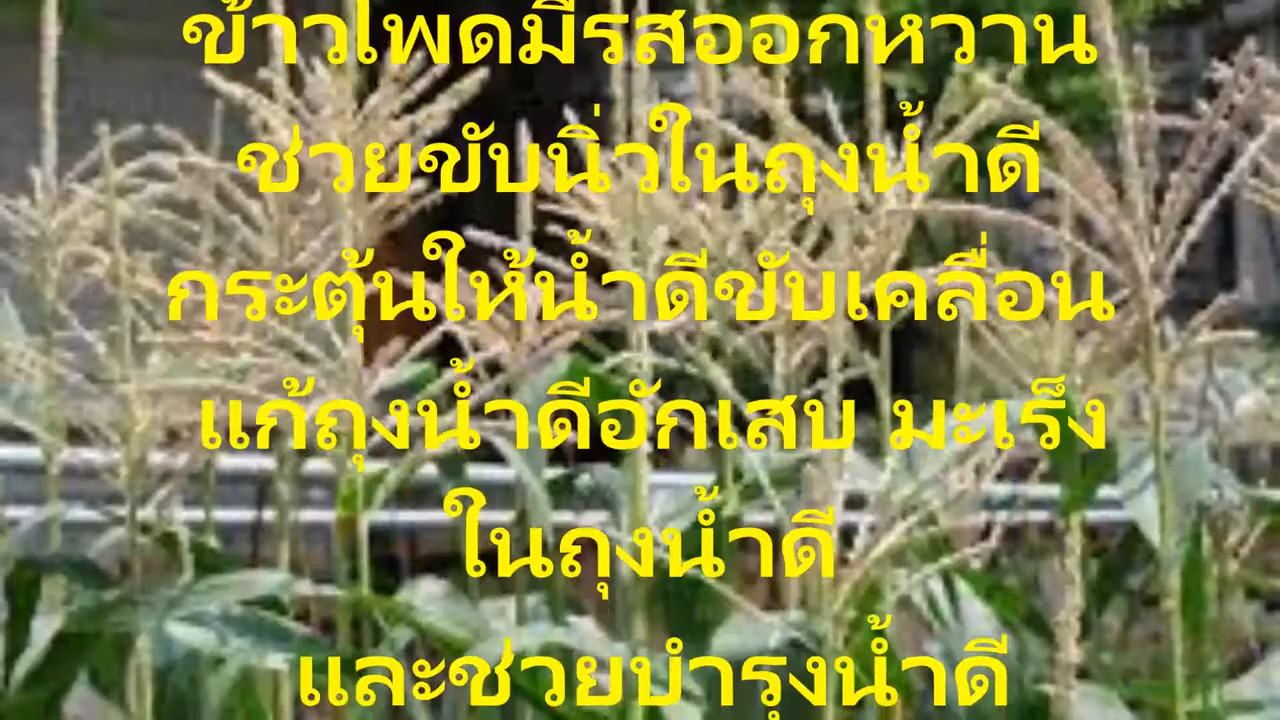 ข้าวโพดมีรสออกหวาน
ช่วยขับนิ่วในถุงน้ำดี
กระตุ้นให้น้ำดีขับเคลื่อน
แก้ถุงน้ำดีอักเสบ มะเร็ง
ในถุงน้ำดี
และช่วยบำรุงน้ำดี